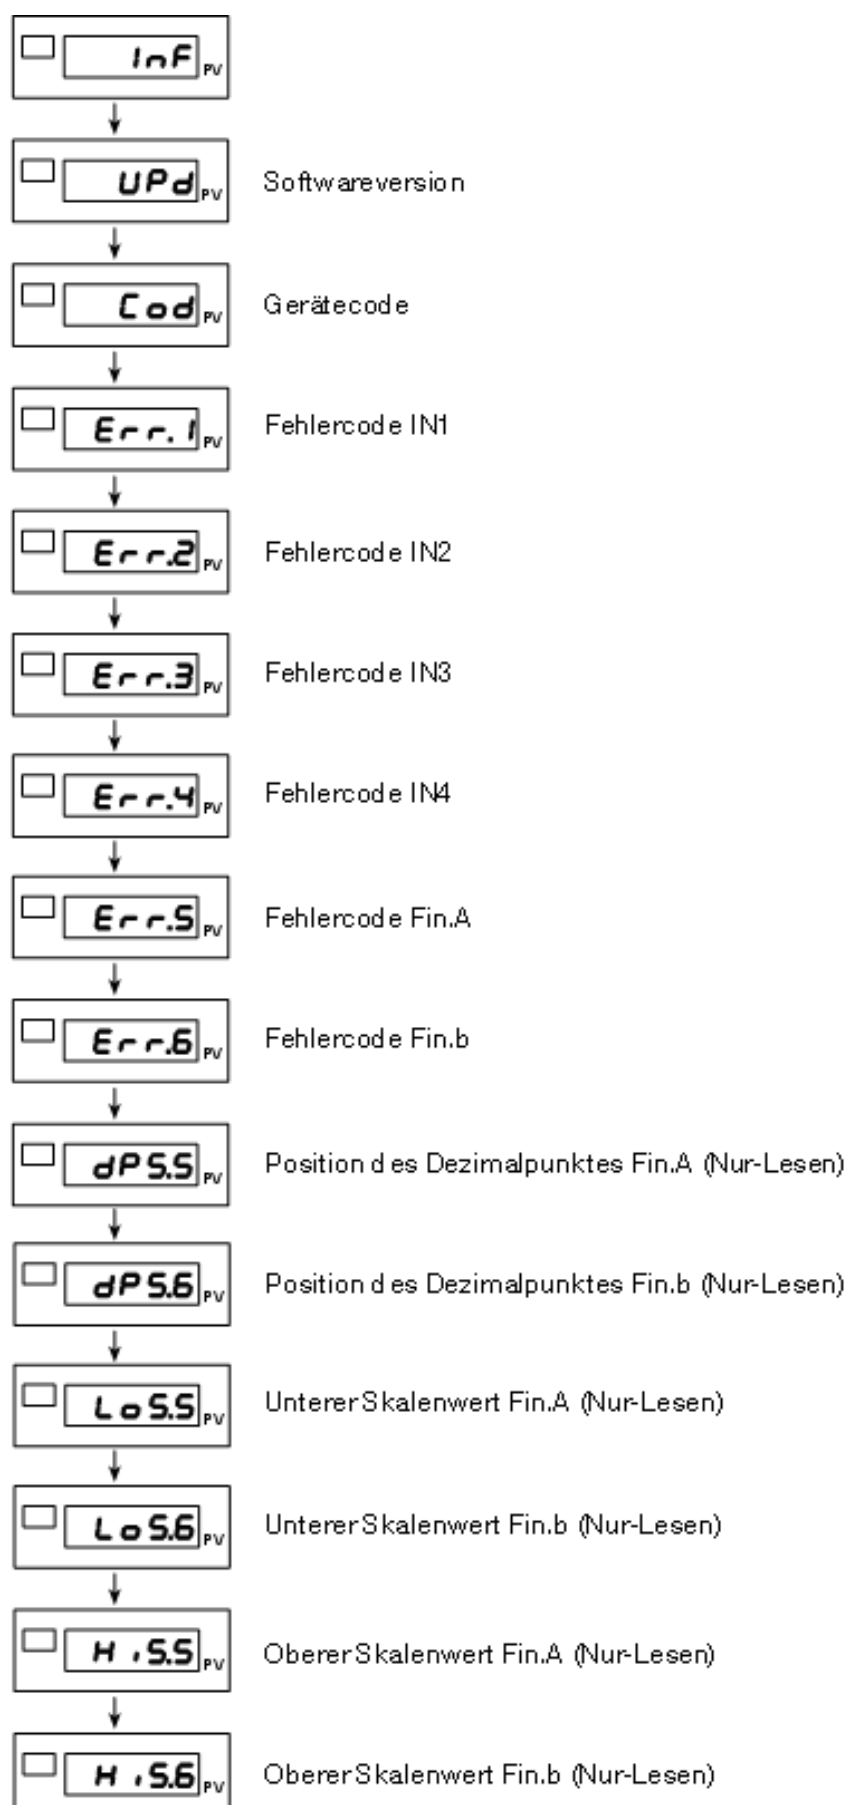 InF PV
UPd PV Softwareversion
Cod PV Gerätecode
Err.1 PV Fehlercode IN1
Err.2 PV Fehlercode IN2
Err.3 PV Fehlercode IN3
Err.4 PV Fehlercode IN4
Err.5 PV Fehlercode Fin.A
Err.6 PV Fehlercode Fin.b
dPS.5 PV Position des Dezimalpunktes Fin.A (Nur-Lesen)
dPS.6 PV Position des Dezimalpunktes Fin.b (Nur-Lesen)
LoS.5 PV Unterer Skalenwert Fin.A (Nur-Lesen)
LoS.6 PV Unterer Skalenwert Fin.b (Nur-Lesen)
HiS.5 PV Oberer Skalenwert Fin.A (Nur-Lesen)
HiS.6 PV Oberer Skalenwert Fin.b (Nur-Lesen)